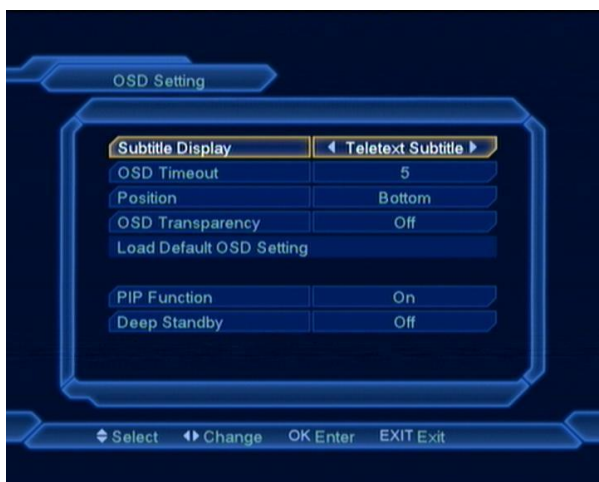 OSD Setting
Subtitle Display Teletext Subtitle
OSD Timeout 5
Position Bottom
OSD Transparency Off
Load Default OSD Setting
PIP Function On
Deep Standby Off
Select Change OK Enter EXIT Exit